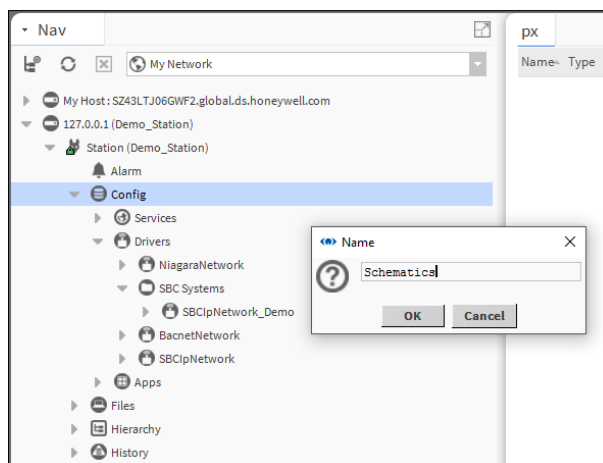 Nav
px
My Network
Name Type
My Host : SZ43LTJ06GWF2.global.ds.honeywell.com
127.0.0.1 (Demo_Station)
Station (Demo_Station)
Alarm
Config
Services
Drivers
NiagaraNetwork
SBC Systems
SBCIpNetwork_Demo
BacnetNetwork
SBCIpNetwork
Apps
Files
Hierarchy
History
Name
Schematics
OK Cancel